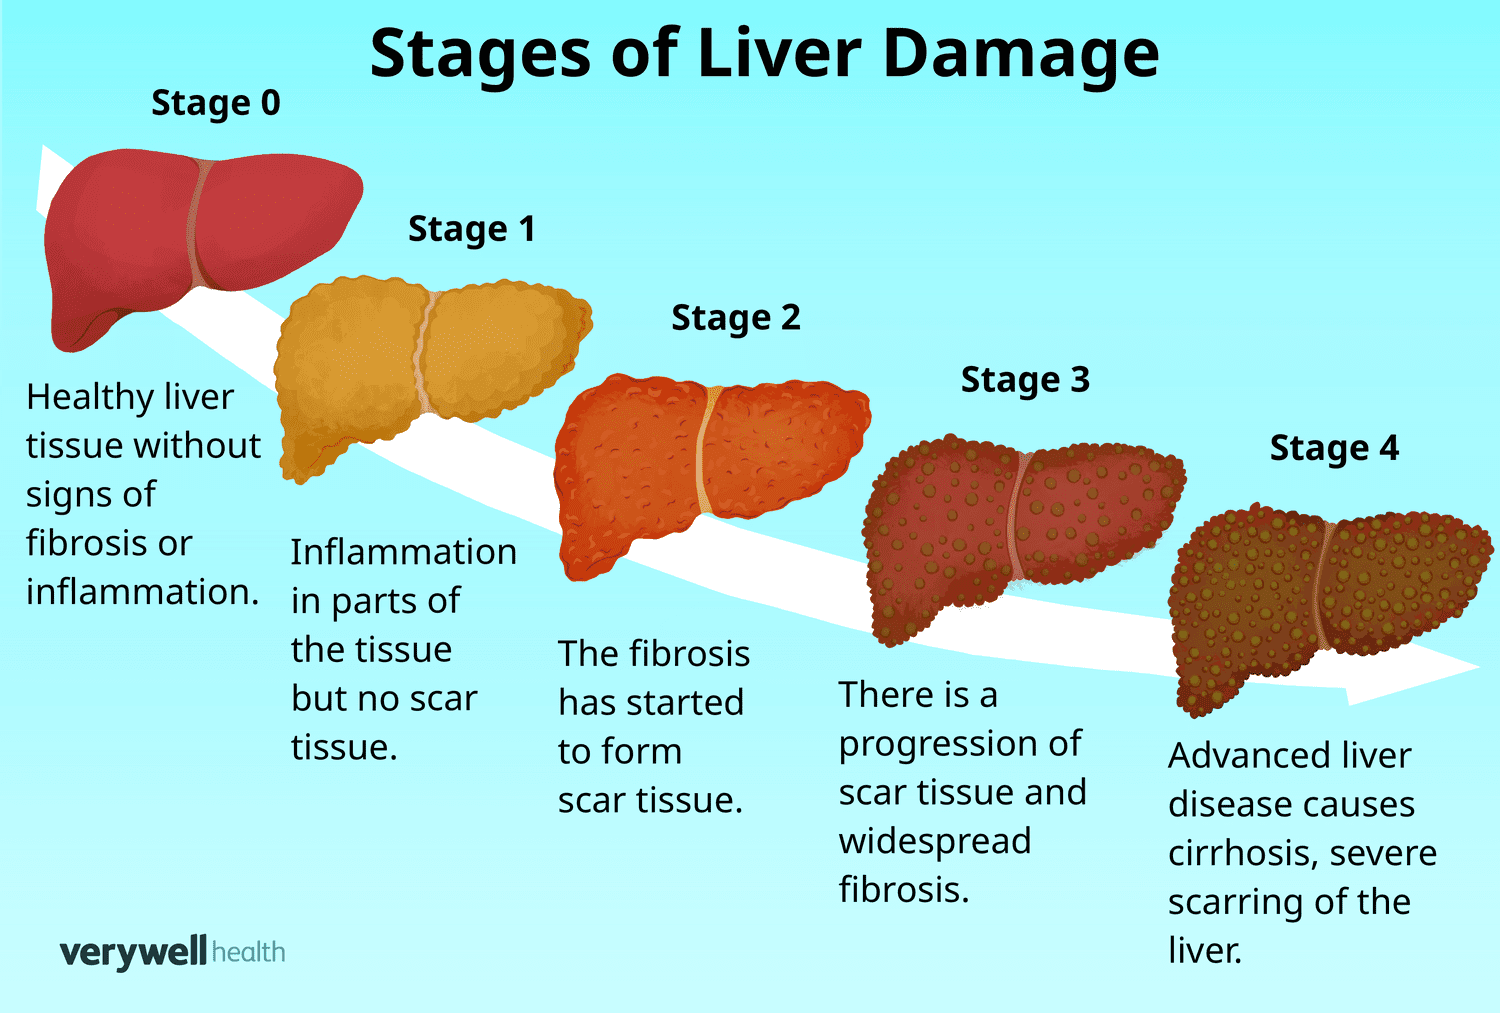 Stages of Liver Damage
Stage 0
Healthy liver
tissue without
signs of
fibrosis or
inflammation.
Stage 1
Inflammation
in parts of
the tissue
but no scar
tissue.
Stage 2
The fibrosis
has started
to form
scar tissue.
Stage 3
There is a
progression of
scar tissue and
widespread
fibrosis.
Stage 4
Advanced liver
disease causes
cirrhosis, severe
scarring of the
liver.
verywell health